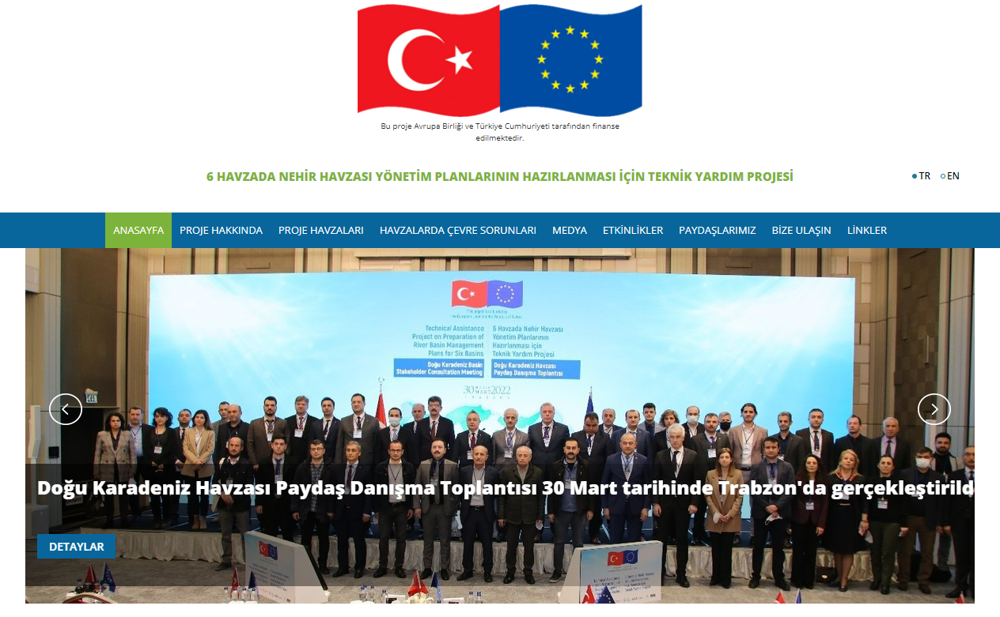 Bu proje Avrupa Birliği ve Türkiye Cumhuriyeti tarafından finanse
edilmektedir.
6 HAVZADA NEHİR HAVZASI YÖNETİM PLANLARININ HAZIRLANMASI İÇİN TEKNİK YARDIM PROJESİ
TR EN
ANASAYFA PROJE HAKKINDA PROJE HAVZALARI HAVZALARDA ÇEVRE SORUNLARI MEDYA ETKİNLİKLER PAYDAŞLARIMIZ BİZE ULAŞIN LİNKLER
Technical Assistance
Project on Preparation of
River Basin Management
Plans for Six Basins
Doğu Karadeniz Basin
Stakeholder Consultation Meeting
6 Havzada Nehir Havzası
Yönetim Planlarının
Hazırlanması için
Teknik Yardım Projesi
Doğu Karadeniz Havzası
Paydaş Danışma Toplantısı
30 MART 2022
Doğu Karadeniz Havzası Paydaş Danışma Toplantısı 30 Mart tarihinde Trabzon'da gerçekleştirild
DETAYLAR